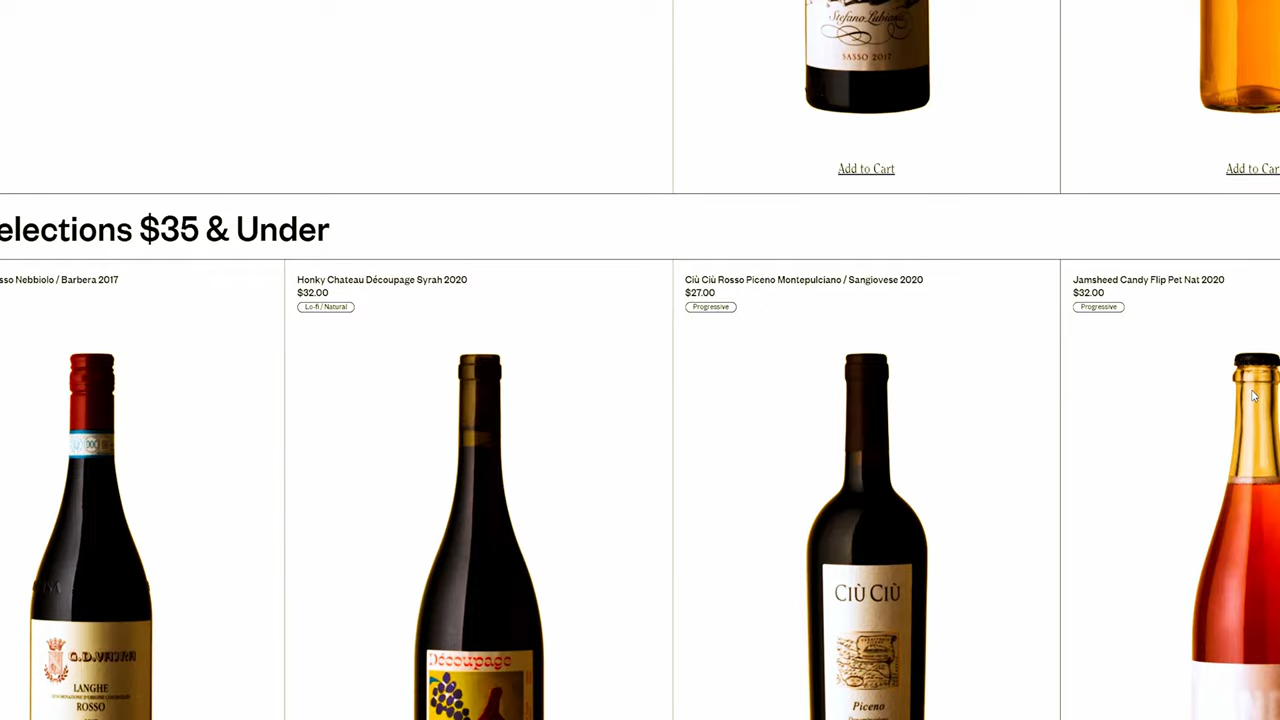 Stefano Lubiana
SASSO 2017
Add to Cart
Add to Car
elections $35 & Under
sso Nebbiolo / Barbera 2017
Honky Chateau Découpage Syrah 2020
$32.00
Lo-fi / Natural
Ciù Ciù Rosso Piceno Montepulciano / Sangiovese 2020
$27.00
Progressive
Jamsheed Candy Flip Pet Nat 2020
$32.00
Progressive
G.D.VAJRA
LANGHE
ROSSO
Découpage
CIÙ CIÙ
Piceno